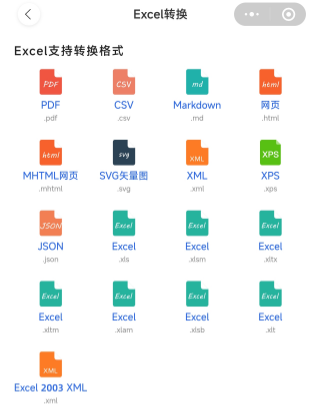 Excel转换
Excel支持转换格式
PDF CSV md html
PDF CSV Markdown 网页
.pdf .csv .md .html
html svg XML XPS
MHTML网页 SVG矢量图 XML XPS
.mhtml .svg .xml .xps
JSON Excel Excel Excel
JSON Excel Excel Excel
.json .xls .xlsm .xltx
Excel Excel Excel Excel
Excel Excel Excel Excel
.xltm .xlam .xlsb .xlt
XML
Excel 2003 XML
.xml